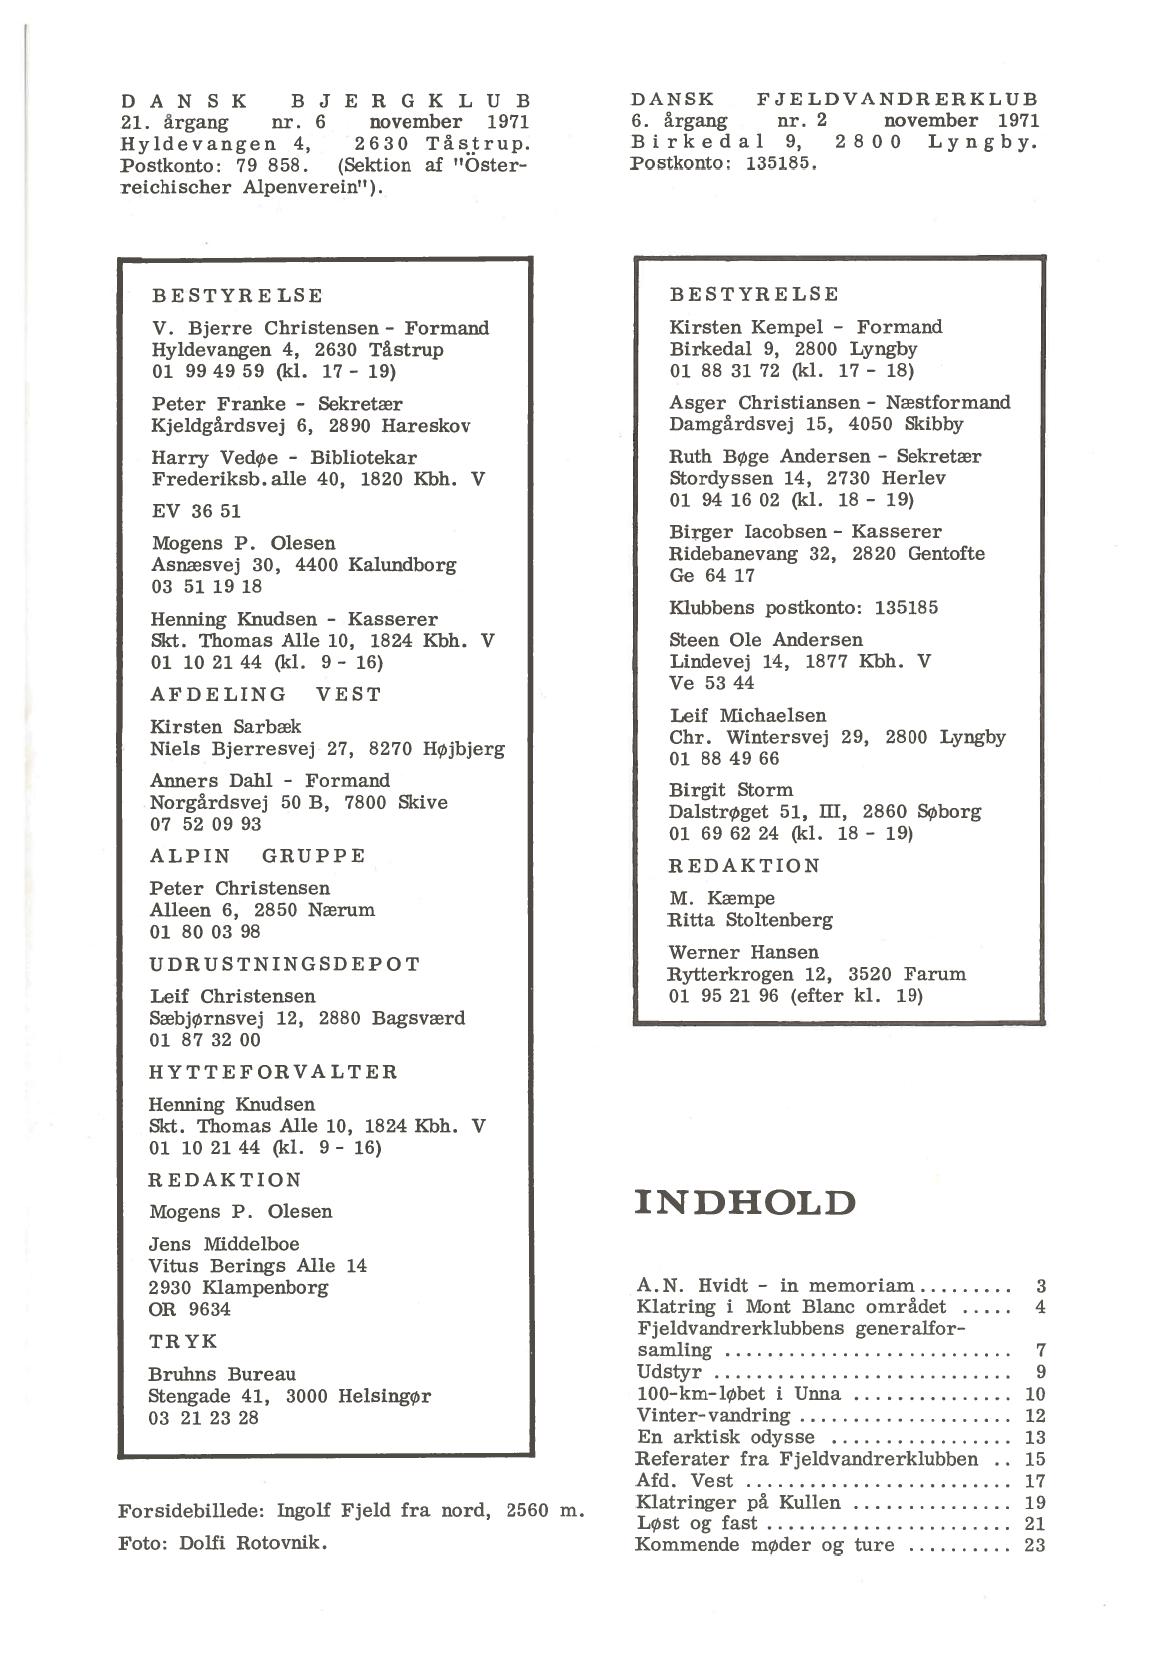 DANSK BJERGKLUB
21. årgang nr. 6 november 1971
Hyldevangen 4, 2630 Tåstrup.
Postkonto: 79 858. (Sektion af "Öster-
reichischer Alpenverein").
BESTYRELSE
V. Bjerre Christensen - Formand
Hyldevangen 4, 2630 Tåstrup
01 99 49 59 (kl. 17 - 19)
Peter Franke - Sekretær
Kjeldgårdsvej 6, 2890 Hareskov
Harry Vedøe - Bibliotekar
Frederiksb.alle 40, 1820 Kbh. V
EV 36 51
Mogens P. Olesen
Asnæsvej 30, 4400 Kalundborg
03 51 19 18
Henning Knudsen - Kasserer
Skt. Thomas Alle 10, 1824 Kbh. V
01 10 21 44 (kl. 9 - 16)
AFDELING VEST
Kirsten Sarbæk
Niels Bjerresvej 27, 8270 Højbjerg
Anners Dahl - Formand
Norgårdsvej 50 B, 7800 Skive
07 52 09 93
ALPIN GRUPPE
Peter Christensen
Alleen 6, 2850 Nærum
01 80 03 98
UDRUSTNINGSDEPOT
Leif Christensen
Sæbjørnsvej 12, 2880 Bagsværd
01 87 32 00
HYTTEFORVALTER
Henning Knudsen
Skt. Thomas Alle 10, 1824 Kbh. V
01 10 21 44 (kl. 9 - 16)
REDAKTION
Mogens P. Olesen
Jens Middelboe
Vitus Berings Alle 14
2930 Klampenborg
OR 9634
TRYK
Bruhns Bureau
Stengade 41, 3000 Helsingør
03 21 23 28
Forsidebillede: Ingolf Fjeld fra nord, 2560 m.
Foto: Dolfi Rotovnik.
DANSK FJELDVANDRERKLUB
6. årgang nr. 2 november 1971
Birkedal 9, 2800 Lyngby.
Postkonto: 135185.
BESTYRELSE
Kirsten Kempel - Formand
Birkedal 9, 2800 Lyngby
01 88 31 72 (kl. 17 - 18)
Asger Christiansen - Næstformand
Damgårdsvej 15, 4050 Skibby
Ruth Bøge Andersen - Sekretær
Stordyssen 14, 2730 Herlev
01 94 16 02 (kl. 18 - 19)
Birger Iacobsen - Kasserer
Ridebanevang 32, 2820 Gentofte
Ge 64 17
Klubbens postkonto: 135185
Steen Ole Andersen
Lindevej 14, 1877 Kbh. V
Ve 53 44
Leif Michaelsen
Chr. Wintersvej 29, 2800 Lyngby
01 88 49 66
Birgit Storm
Dalstrøget 51, III, 2860 Søborg
01 69 62 24 (kl. 18 - 19)
REDAKTION
M. Kæmpe
Ritta Stoltenberg
Werner Hansen
Rytterkrogen 12, 3520 Farum
01 95 21 96 (efter kl. 19)
INDHOLD
A.N. Hvidt - in memoriam......... 3
Klatring i Mont Blanc området ..... 4
Fjeldvandrerklubbens generalfor-
samling ........................... 7
Udstyr ............................ 9
100-km-løbet i Unna ............... 10
Vinter-vandring .................... 12
En arktisk odysse ................. 13
Referater fra Fjeldvandrerklubben .. 15
Afd. Vest ......................... 17
Klatringer på Kullen ............... 19
Løst og fast ....................... 21
Kommende møder og ture .......... 23